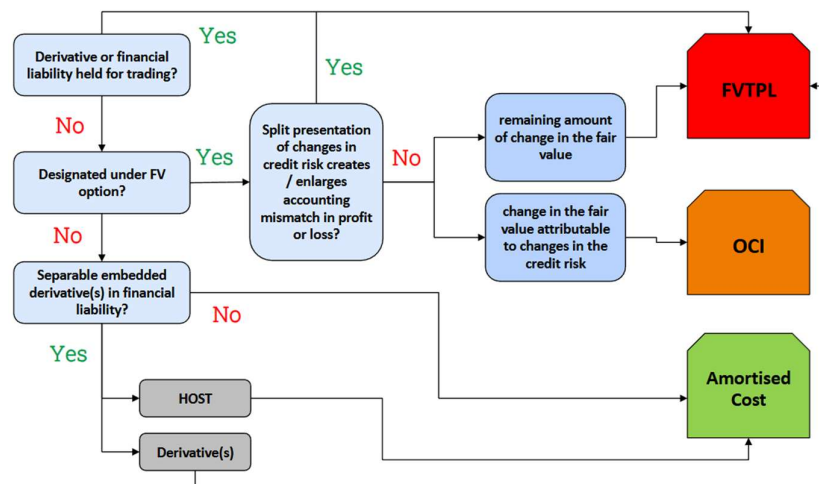 Yes
Derivative or financial
liability held for trading?
Yes
FVTPL
No
Split presentation
of changes in
credit risk creates
/ enlarges
accounting
mismatch in profit
or loss?
remaining amount
of change in the fair
value
Designated under FV
option?
Yes
No
change in the fair
value attributable
to changes in the
credit risk
OCI
No
Separable embedded
derivative(s) in financial
liability?
No
Yes
HOST
Amortised
Cost
Derivative(s)